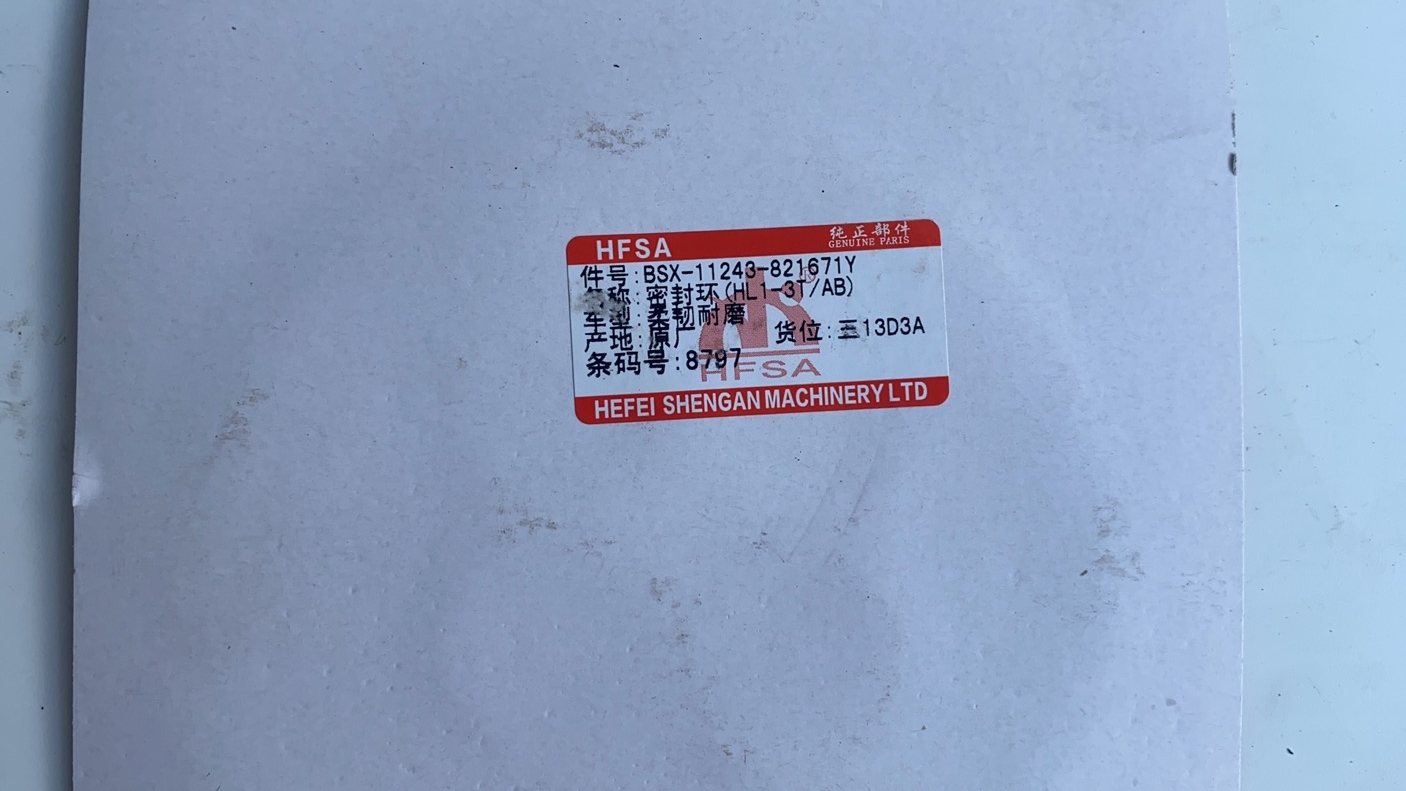 HFSA
纯正部件
GENUINE PARTS
件号:BSX-11243-821671Y
名称:密封环(HL1-3T/AB)
车型:柔韧耐磨
产地:原厂 货位:三13D3A
条码号:8797
HFSA
HEFEI SHENGAN MACHINERY LTD